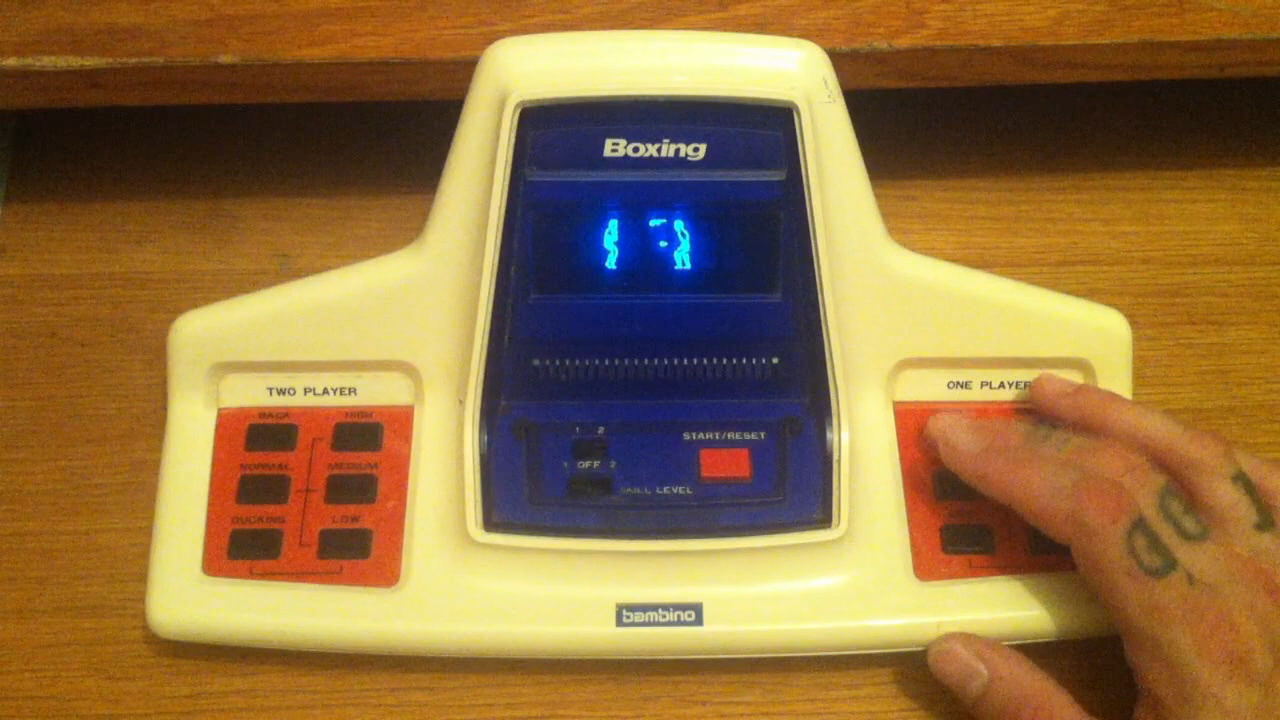 Boxing
TWO PLAYER
BACK HIGH
NORMAL MEDIUM
DUCKING LOW
1 2
START/RESET
1 OFF 2
SKILL LEVEL
ONE PLAYER
bambino